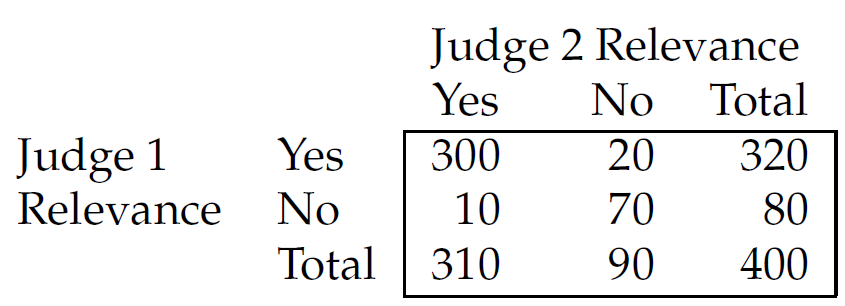 Judge 2 Relevance
Yes No Total
Judge 1 Yes 300 20 320
Relevance No 10 70 80
Total 310 90 400